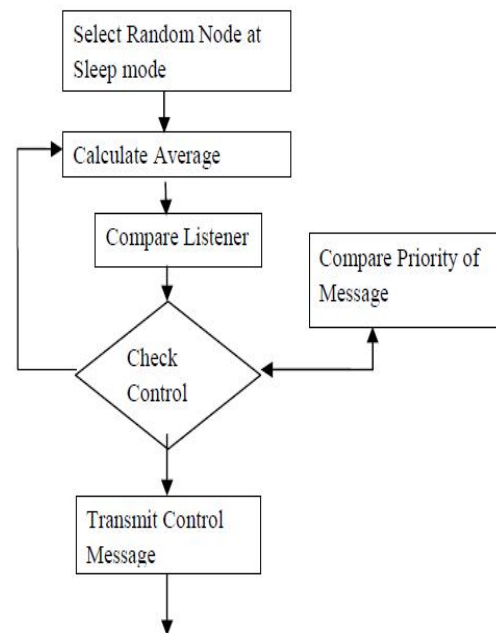 Select Random Node at
Sleep mode
Calculate Average
Compare Listener
Compare Priority of
Message
Check
Control
Transmit Control
Message